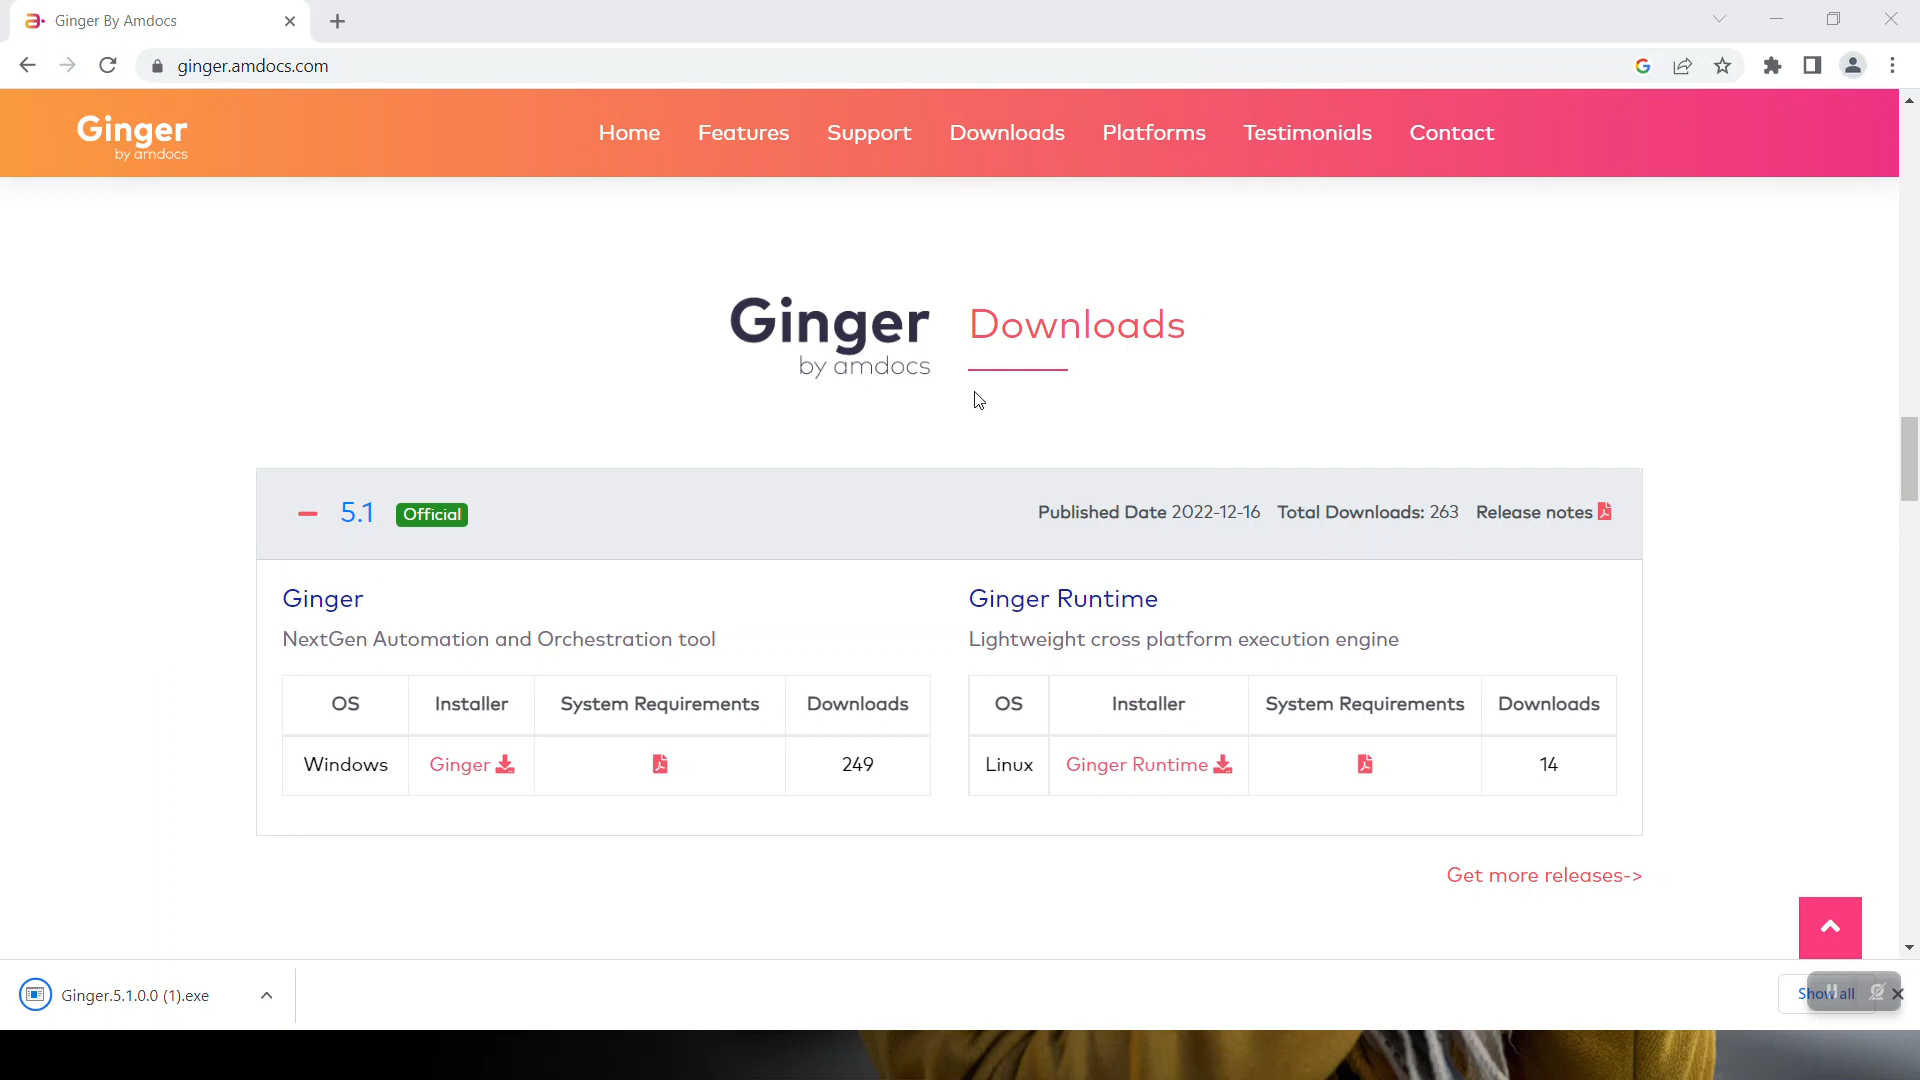 Ginger By Amdocs
ginger.amdocs.com
Ginger
by amdocs
Home Features Support Downloads Platforms Testimonials Contact
Ginger
by amdocs
Downloads
5.1 Official Published Date 2022-12-16 Total Downloads: 263 Release notes
Ginger
NextGen Automation and Orchestration tool
OS Installer System Requirements Downloads
Windows Ginger 249
Ginger Runtime
Lightweight cross platform execution engine
OS Installer System Requirements Downloads
Linux Ginger Runtime 14
Get more releases->
Ginger.5.1.0.0 (1).exe
Show all